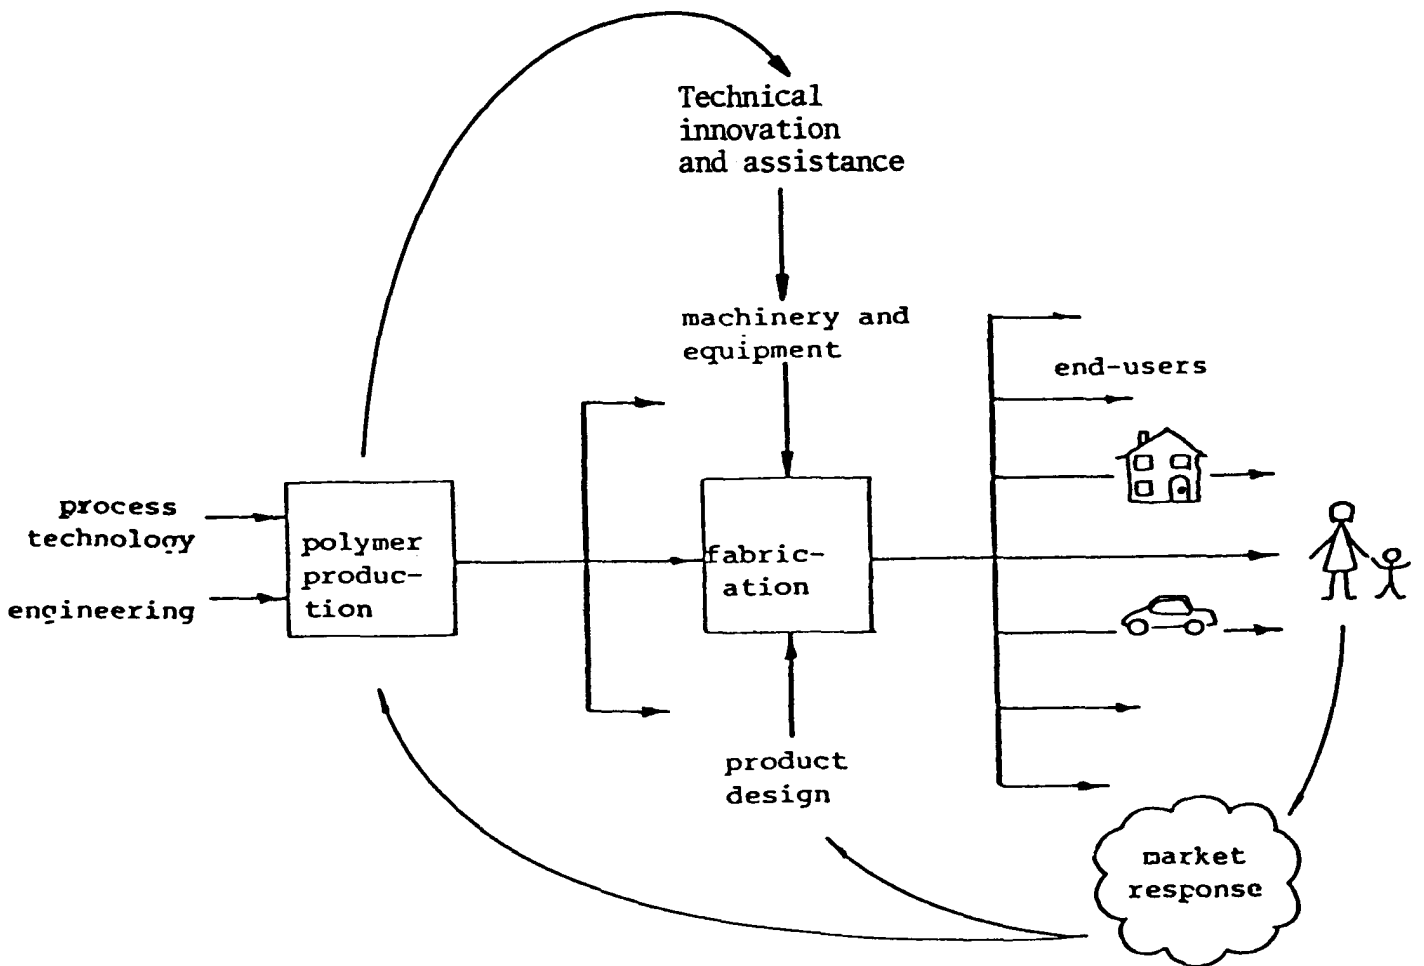 Technical
innovation
and assistance
machinery and
equipment
end-users
process
technology
engineering
polymer
produc-
tion
fabric-
ation
product
design
market
response